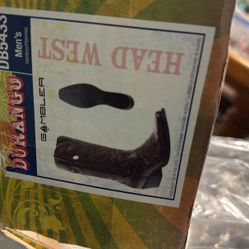 DURANGO
DB5433
Men's
HEAD WEST
GAMBLER